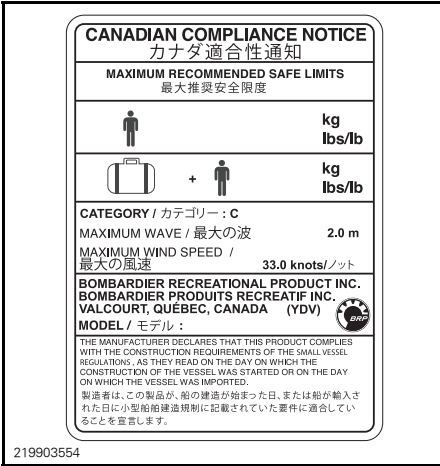 CANADIAN COMPLIANCE NOTICE
カナダ適合性通知
MAXIMUM RECOMMENDED SAFE LIMITS
最大推奨安全限度
kg
lbs/lb
+
kg
lbs/lb
CATEGORY / カテゴリー : C
MAXIMUM WAVE / 最大の波 2.0 m
MAXIMUM WIND SPEED /
最大の風速 33.0 knots/ノット
BOMBARDIER RECREATIONAL PRODUCT INC.
BOMBARDIER PRODUITS RECREATIF INC.
VALCOURT, QUÉBEC, CANADA (YDV)
BRP
MODEL / モデル :
THE MANUFACTURER DECLARES THAT THIS PRODUCT COMPLIES
WITH THE CONSTRUCTION REQUIREMENTS OF THE SMALL VESSEL
REGULATIONS , AS THEY READ ON THE DAY ON WHICH THE
CONSTRUCTION OF THE VESSEL WAS STARTED OR ON THE DAY
ON WHICH THE VESSEL WAS IMPORTED.
製造者は、この製品が、船の建造が始まった日、または船が輸入さ
れた日に小型船舶建造規制に記載されていた要件に適合してい
ることを宣言します。
219903554